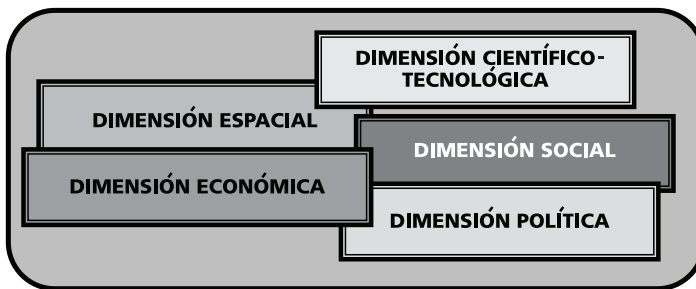 DIMENSIÓN CIENTÍFICO-
TECNOLÓGICA
DIMENSIÓN ESPACIAL
DIMENSIÓN SOCIAL
DIMENSIÓN ECONÓMICA
DIMENSIÓN POLÍTICA